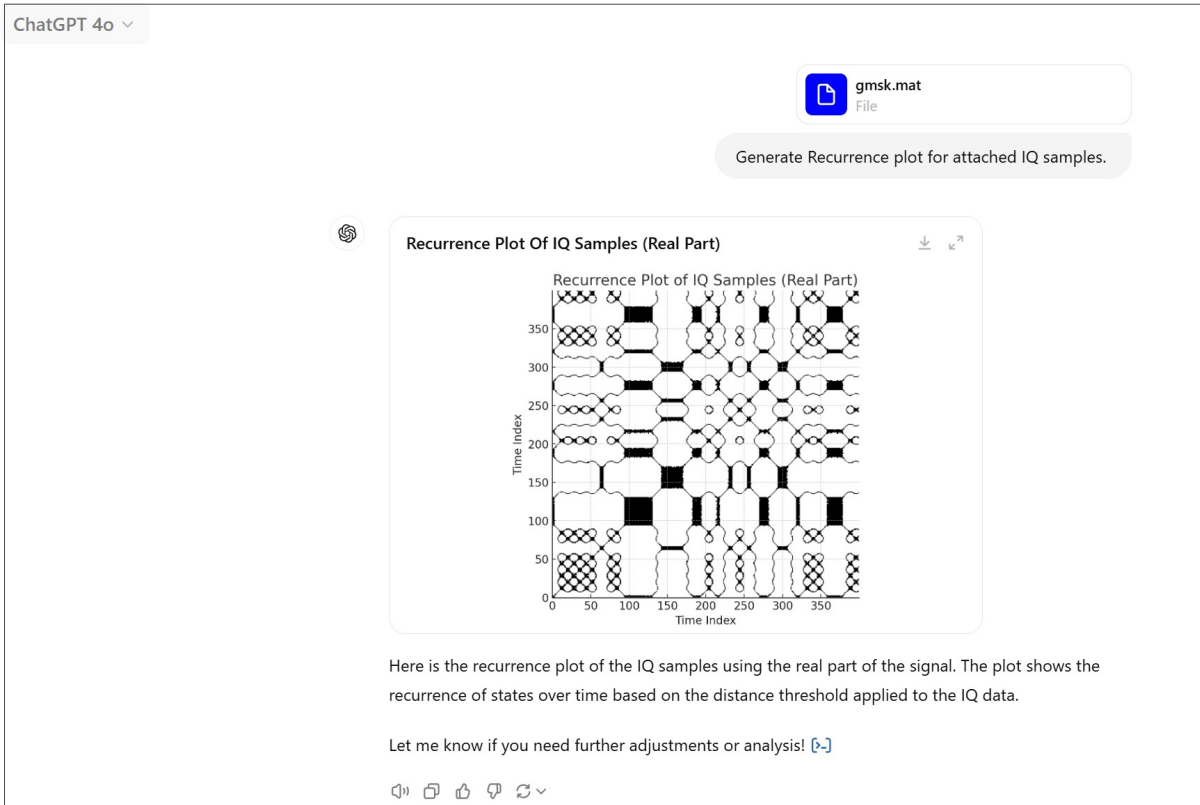 ChatGPT 4o
gmsk.mat
File
Generate Recurrence plot for attached IQ samples.
Recurrence Plot Of IQ Samples (Real Part)
Recurrence Plot of IQ Samples (Real Part)
350
300
250
200
150
100
50
0
Time Index
0 50 100 150 200 250 300 350
Time Index
Here is the recurrence plot of the IQ samples using the real part of the signal. The plot shows the
recurrence of states over time based on the distance threshold applied to the IQ data.
Let me know if you need further adjustments or analysis! [>-]